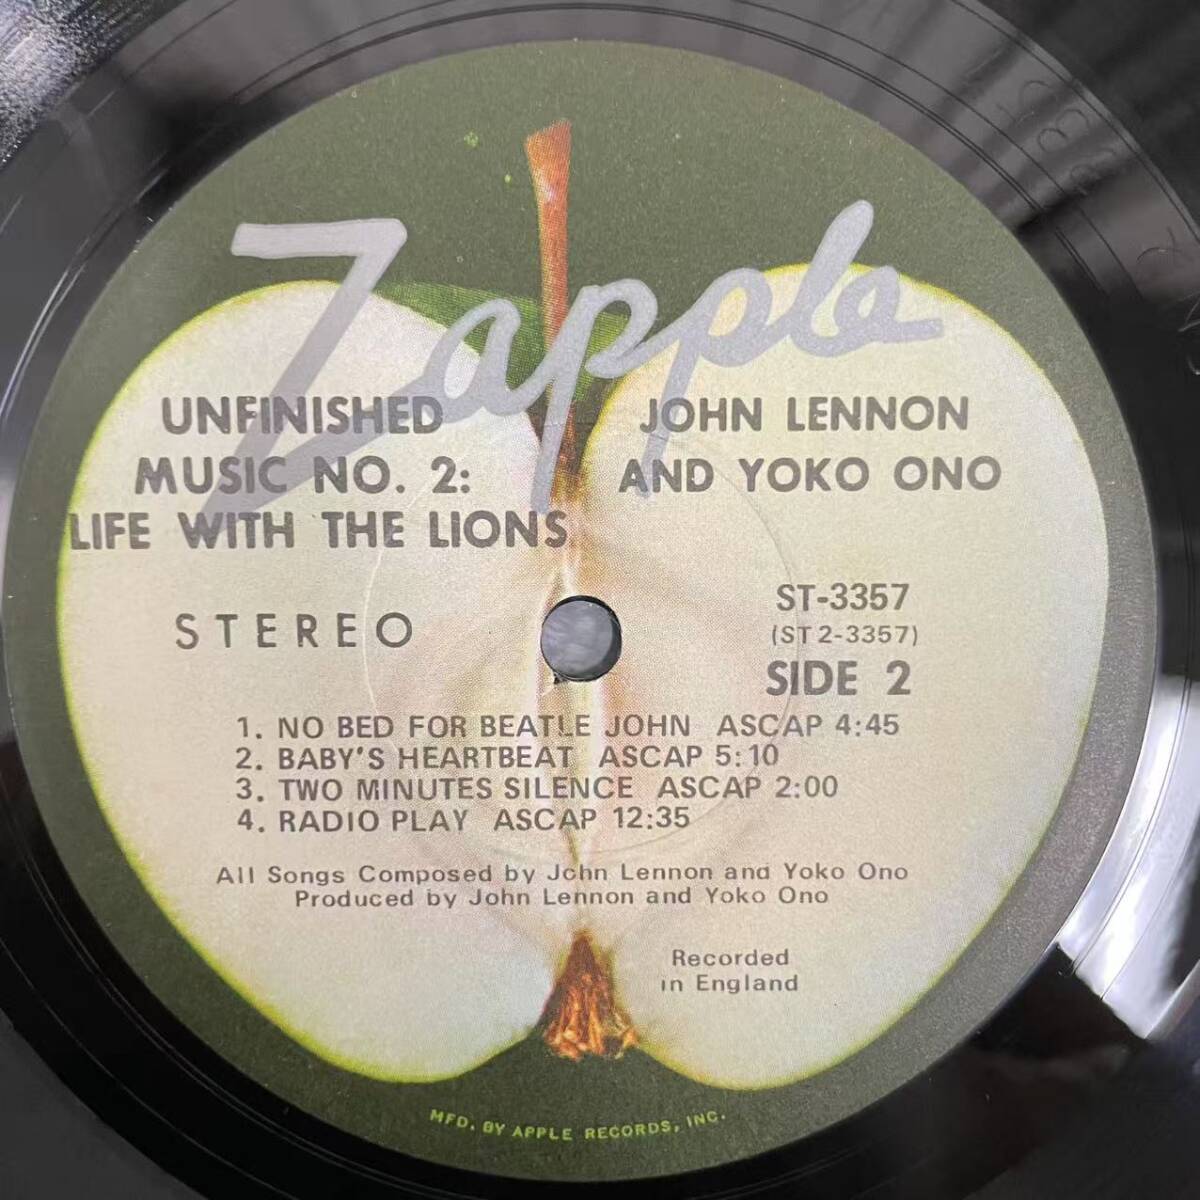 Zapple
UNFINISHED
MUSIC NO. 2:
LIFE WITH THE LIONS
JOHN LENNON
AND YOKO ONO
STEREO
ST-3357
(ST 2-3357)
SIDE 2
1. NO BED FOR BEATLE JOHN ASCAP 4:45
2. BABY'S HEARTBEAT ASCAP 5:10
3. TWO MINUTES SILENCE ASCAP 2:00
4. RADIO PLAY ASCAP 12:35
All Songs Composed by John Lennon and Yoko Ono
Produced by John Lennon and Yoko Ono
Recorded
in England
MFD. BY APPLE RECORDS, INC.